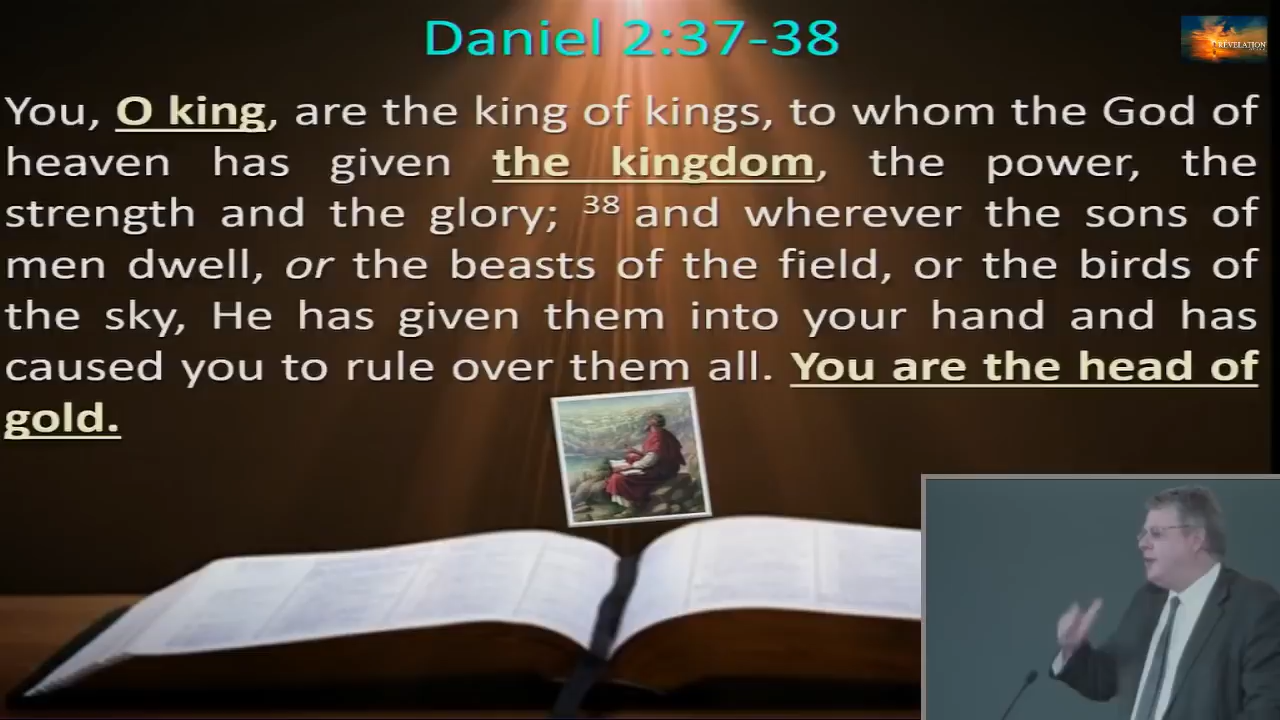 Daniel 2:37-38
REVELATION
You, O king, are the king of kings, to whom the God of
heaven has given the kingdom, the power, the
strength and the glory; 38 and wherever the sons of
men dwell, or the beasts of the field, or the birds of
the sky, He has given them into your hand and has
caused you to rule over them all. You are the head of
gold.